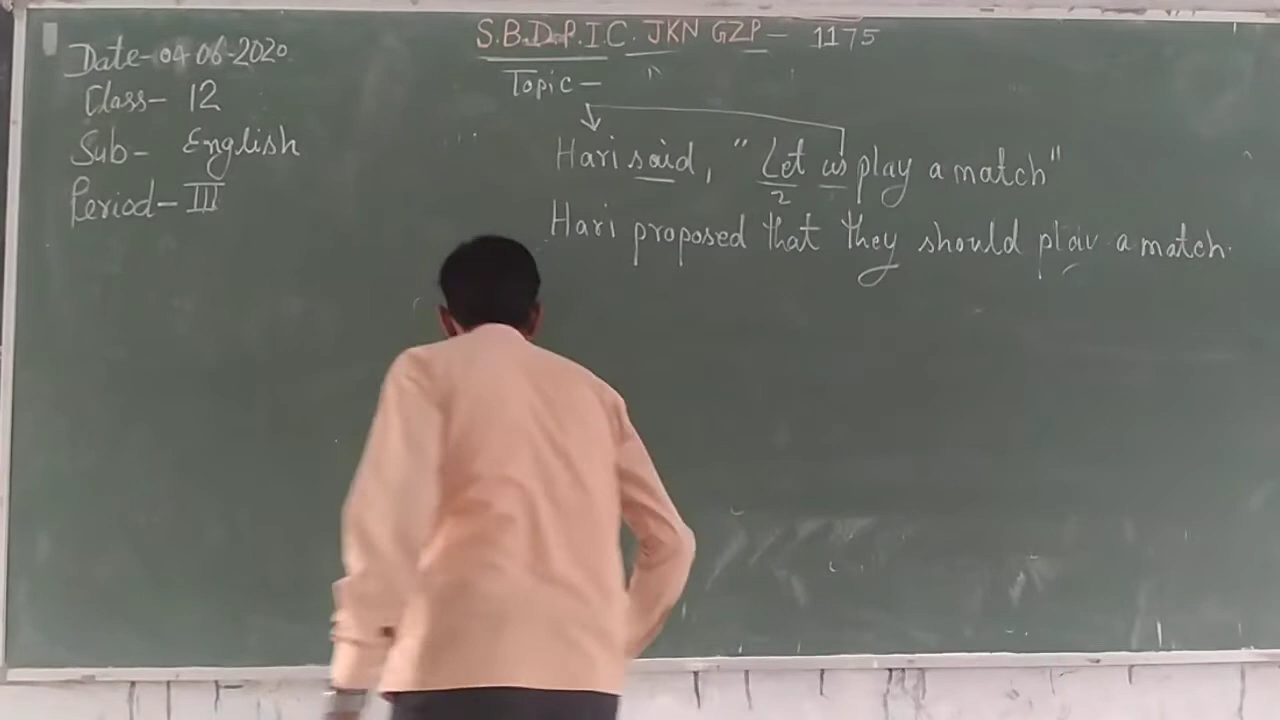 S.B.D.P.I.C. JKN GZP - 1175
Date-04-06-2020
Class- 12
Sub- English
Period- III
Topic -
Hari said, "Let us play a match"
2
Hari proposed that they should play a match.